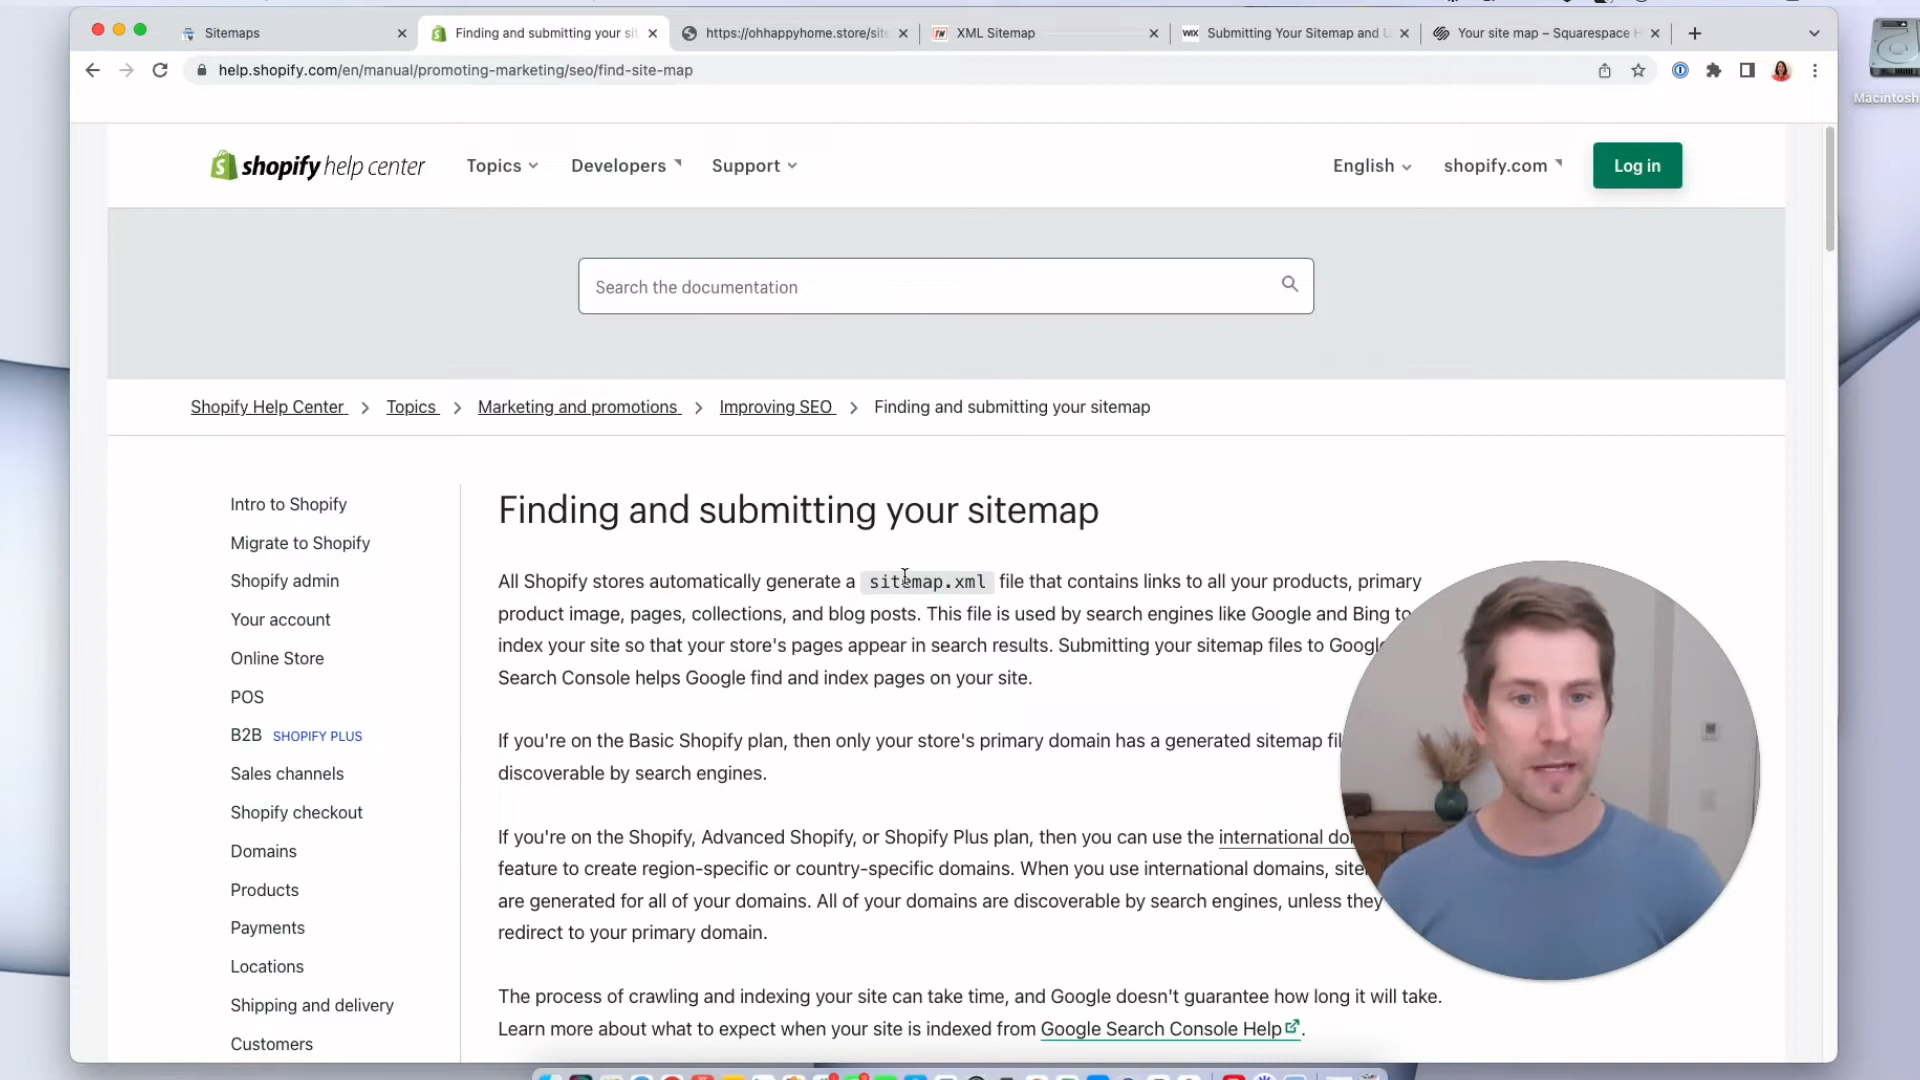 Sitemaps
Finding and submitting your si
https://ohhappyhome.store/site
XML Sitemap
WIX
Submitting Your Sitemap and U
Your site map – Squarespace H
help.shopify.com/en/manual/promoting-marketing/seo/find-site-map
Macintosh
shopify help center
Topics
Developers
Support
English
shopify.com
Log in
Search the documentation
Shopify Help Center > Topics > Marketing and promotions > Improving SEO > Finding and submitting your sitemap
Intro to Shopify
Migrate to Shopify
Shopify admin
Your account
Online Store
POS
B2B SHOPIFY PLUS
Sales channels
Shopify checkout
Domains
Products
Payments
Locations
Shipping and delivery
Customers
Finding and submitting your sitemap
All Shopify stores automatically generate a sitemap.xml file that contains links to all your products, primary
product image, pages, collections, and blog posts. This file is used by search engines like Google and Bing to
index your site so that your store's pages appear in search results. Submitting your sitemap files to Google
Search Console helps Google find and index pages on your site.
If you're on the Basic Shopify plan, then only your store's primary domain has a generated sitemap fil
discoverable by search engines.
If you're on the Shopify, Advanced Shopify, or Shopify Plus plan, then you can use the international do
feature to create region-specific or country-specific domains. When you use international domains, site
are generated for all of your domains. All of your domains are discoverable by search engines, unless they
redirect to your primary domain.
The process of crawling and indexing your site can take time, and Google doesn't guarantee how long it will take.
Learn more about what to expect when your site is indexed from Google Search Console Help.